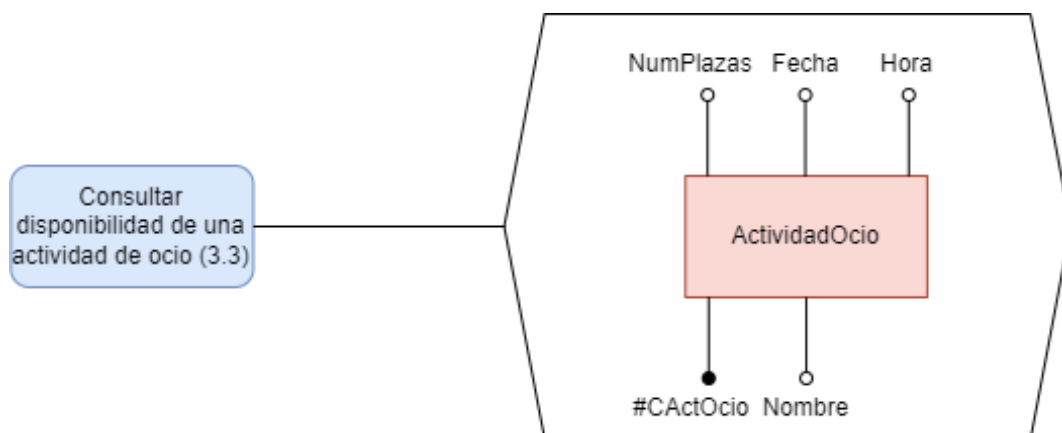 NumPlazas Fecha Hora
Consultar
disponibilidad de una
actividad de ocio (3.3)
ActividadOcio
#CActOcio Nombre